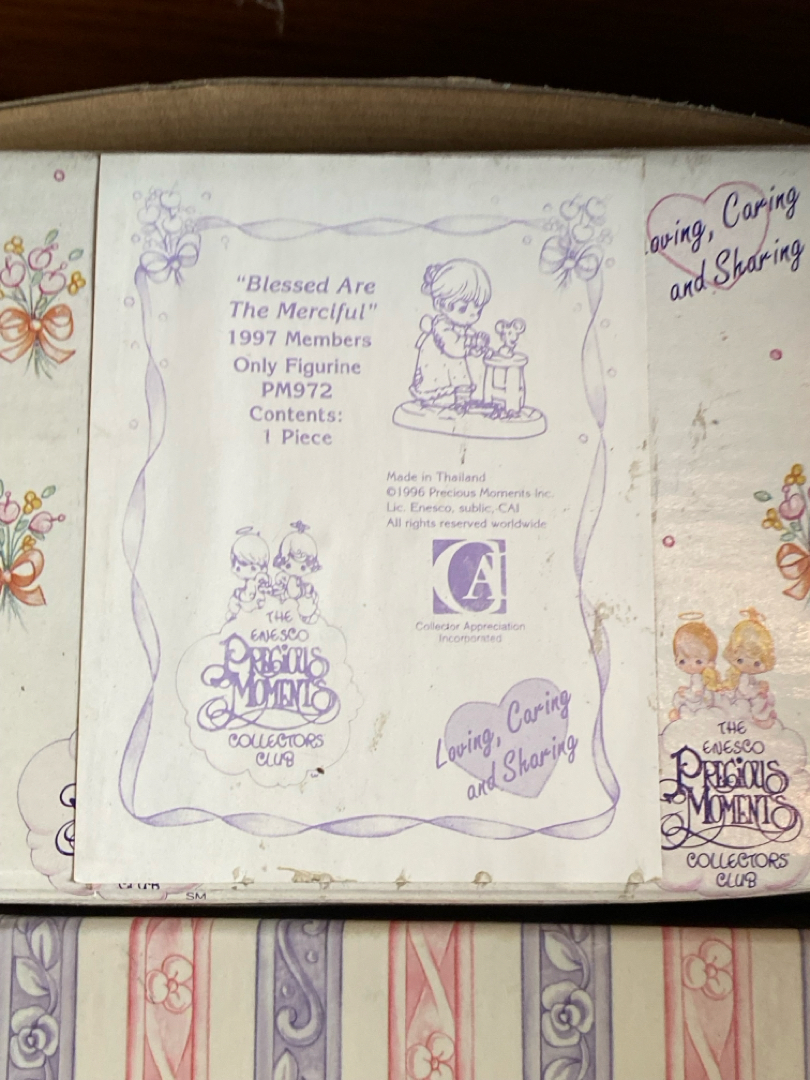 "Blessed Are
The Merciful"
1997 Members
Only Figurine
PM972
Contents:
1 Piece
Made in Thailand
©1996 Precious Moments Inc.
Lic. Enesco, sublic. CAI
All rights reserved worldwide
CAi
Collector Appreciation
Incorporated
THE
ENESCO
PRECIOUS
MOMENTS
COLLECTORS
CLUB
Loving, Caring
and Sharing
oving, Caring
and Sharing
THE
ENESCO
PRECIOUS
MOMENTS
COLLECTORS
CLUB
SM